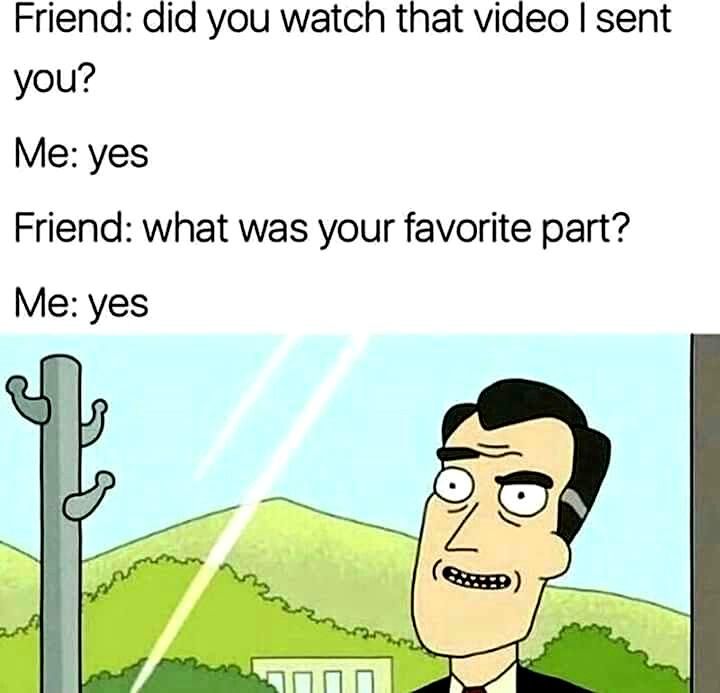 Friend: did you watch that video I sent
you?
Me: yes
Friend: what was your favorite part?
Me: yes